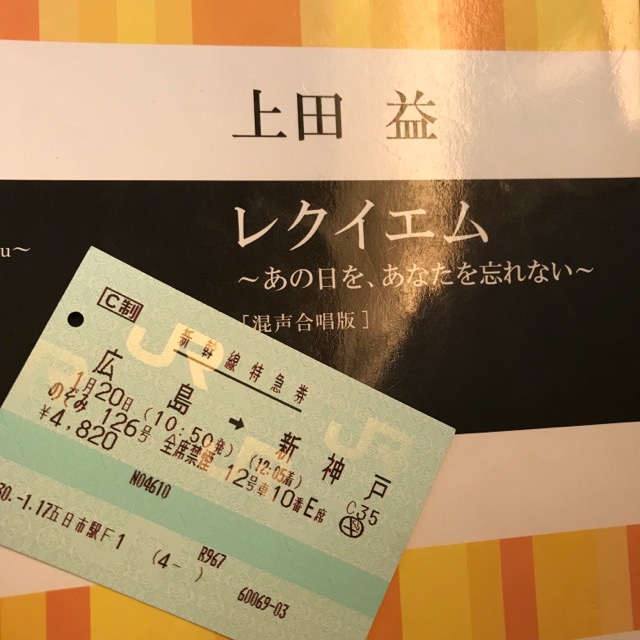 上田 益
レクイエム
u~
〜あの日を、あなたを忘れない〜
[混声合唱版]
C制
JR
新幹線特急券
広島 → 新神戸
1月20日 (10:50発) (12:05着) C35
のぞみ 126号 全席禁煙 12号車10番E席
¥4,820
N04610
30.-1.17五日市駅F1 (4- ) R967
60069-03